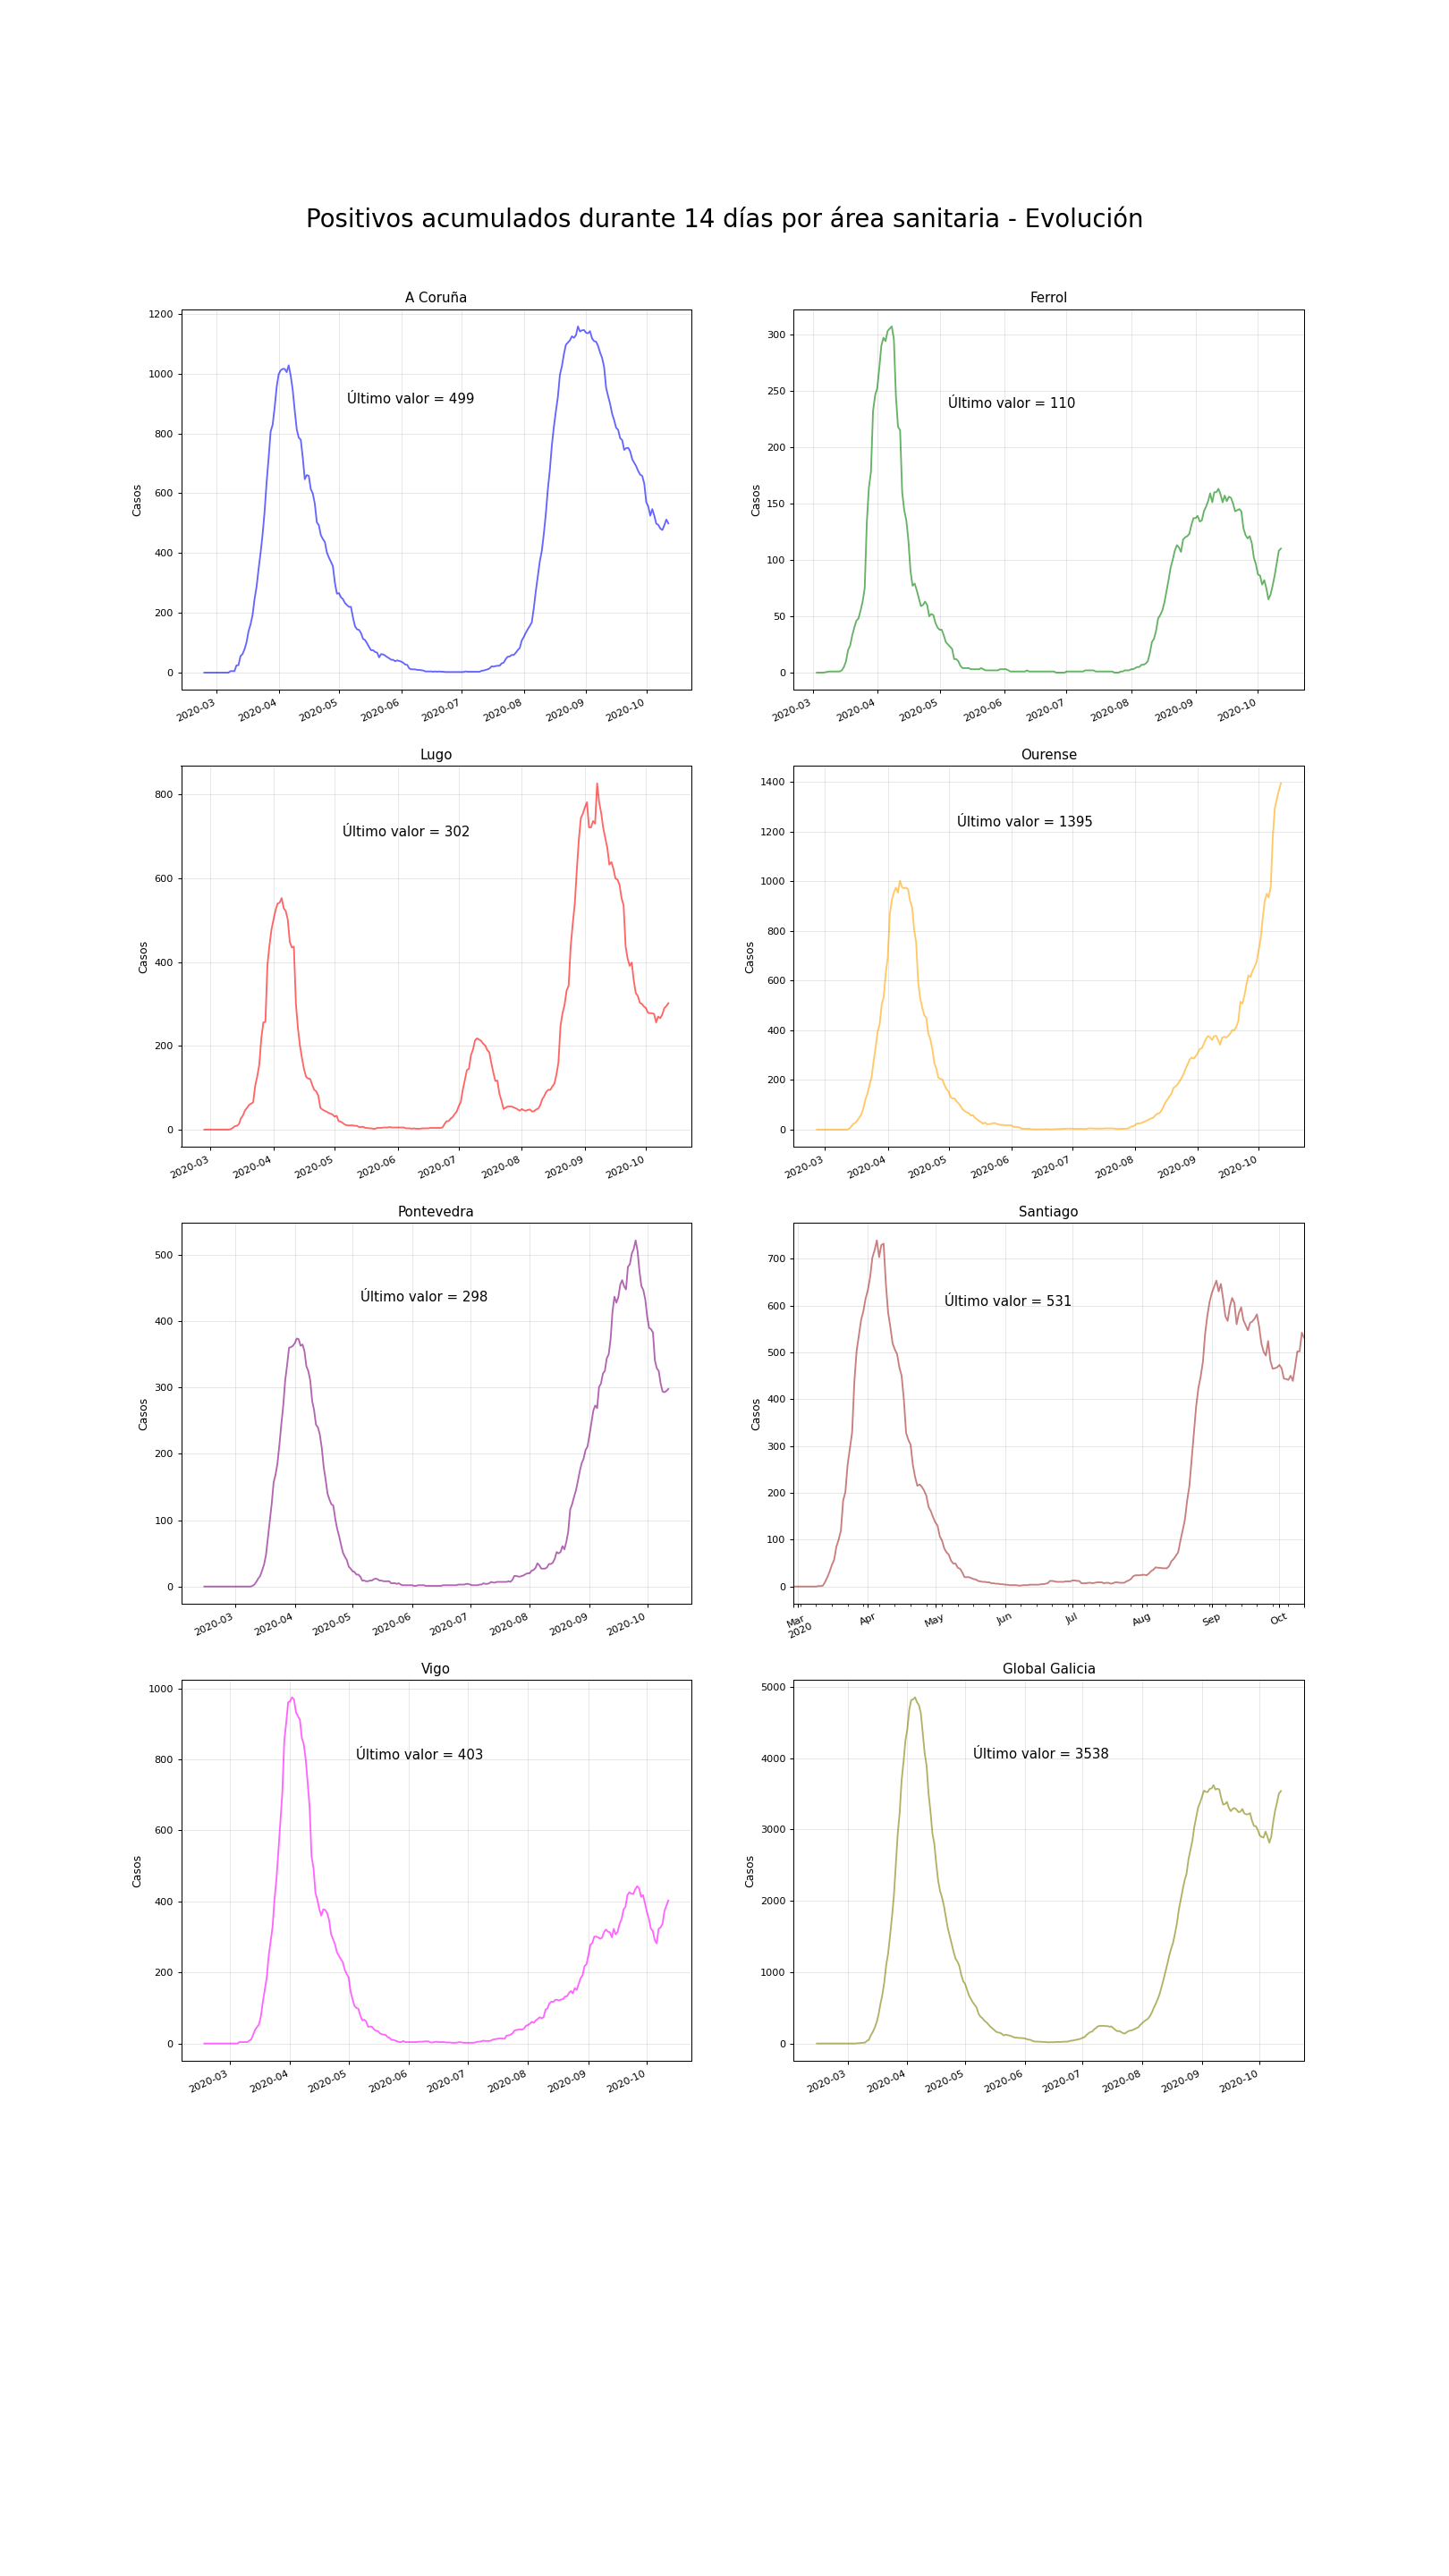 Positivos acumulados durante 14 días por área sanitaria - Evolución
A Coruña
Casos
1200
1000
800
600
400
200
0
Último valor = 499
2020-03 2020-04 2020-05 2020-06 2020-07 2020-08 2020-09 2020-10
Ferrol
Casos
300
250
200
150
100
50
0
Último valor = 110
2020-03 2020-04 2020-05 2020-06 2020-07 2020-08 2020-09 2020-10
Lugo
Casos
800
600
400
200
0
Último valor = 302
2020-03 2020-04 2020-05 2020-06 2020-07 2020-08 2020-09 2020-10
Ourense
Casos
1400
1200
1000
800
600
400
200
0
Último valor = 1395
2020-03 2020-04 2020-05 2020-06 2020-07 2020-08 2020-09 2020-10
Pontevedra
Casos
500
400
300
200
100
0
Último valor = 298
2020-03 2020-04 2020-05 2020-06 2020-07 2020-08 2020-09 2020-10
Santiago
Casos
700
600
500
400
300
200
100
0
Último valor = 531
Mar Apr May Jun Jul Aug Sep Oct
2020
Vigo
Casos
1000
800
600
400
200
0
Último valor = 403
2020-03 2020-04 2020-05 2020-06 2020-07 2020-08 2020-09 2020-10
Global Galicia
Casos
5000
4000
3000
2000
1000
0
Último valor = 3538
2020-03 2020-04 2020-05 2020-06 2020-07 2020-08 2020-09 2020-10